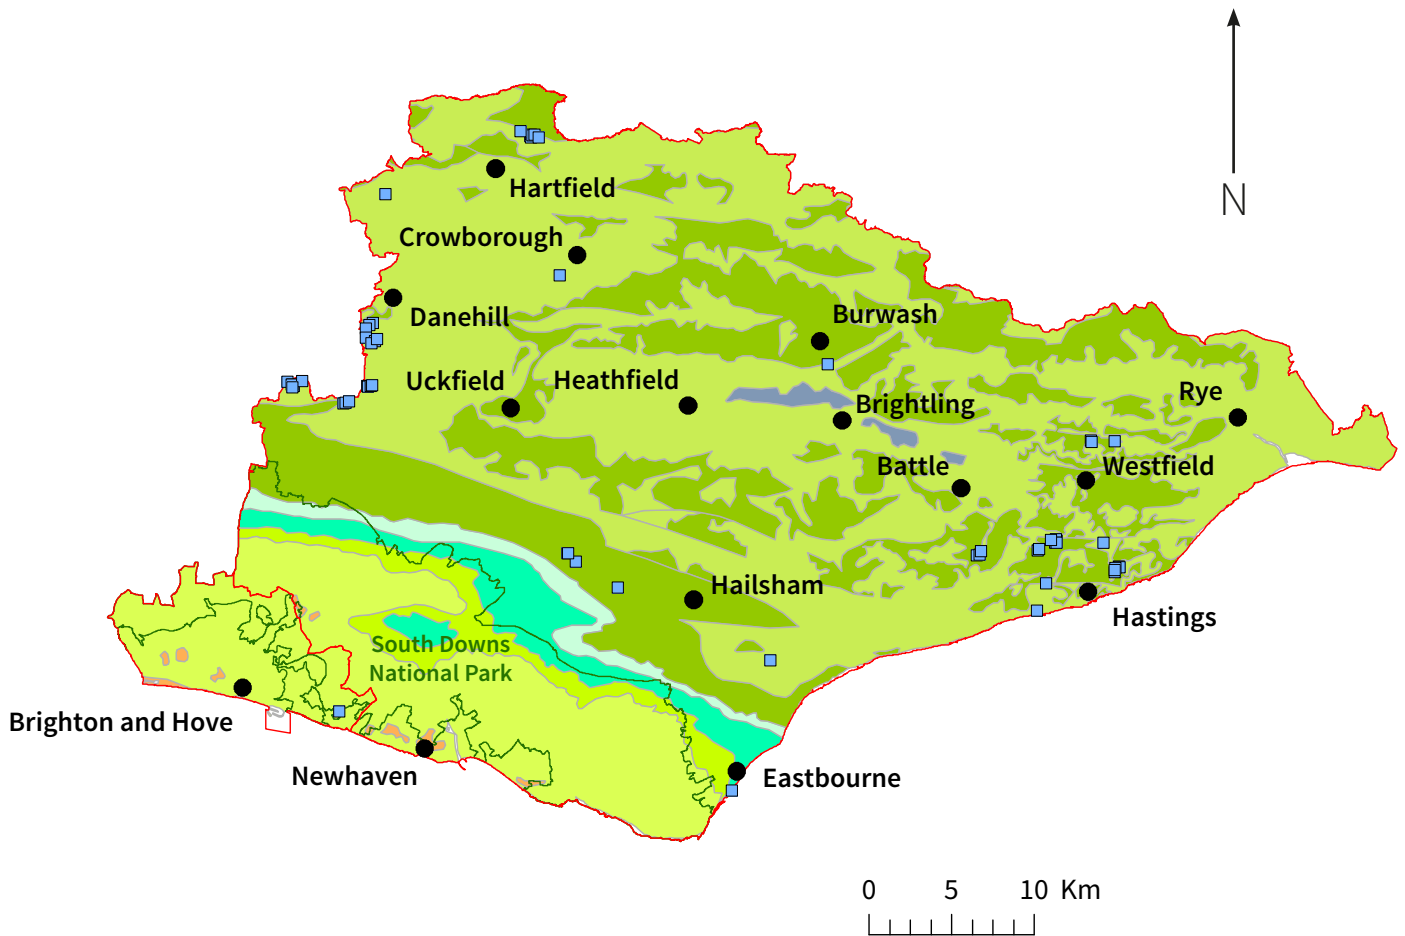 N
Hartfield
Crowborough
Danehill
Burwash
Uckfield
Heathfield
Brightling
Rye
Battle
Westfield
Hailsham
Hastings
South Downs
National Park
Brighton and Hove
Newhaven
Eastbourne
0 5 10 Km